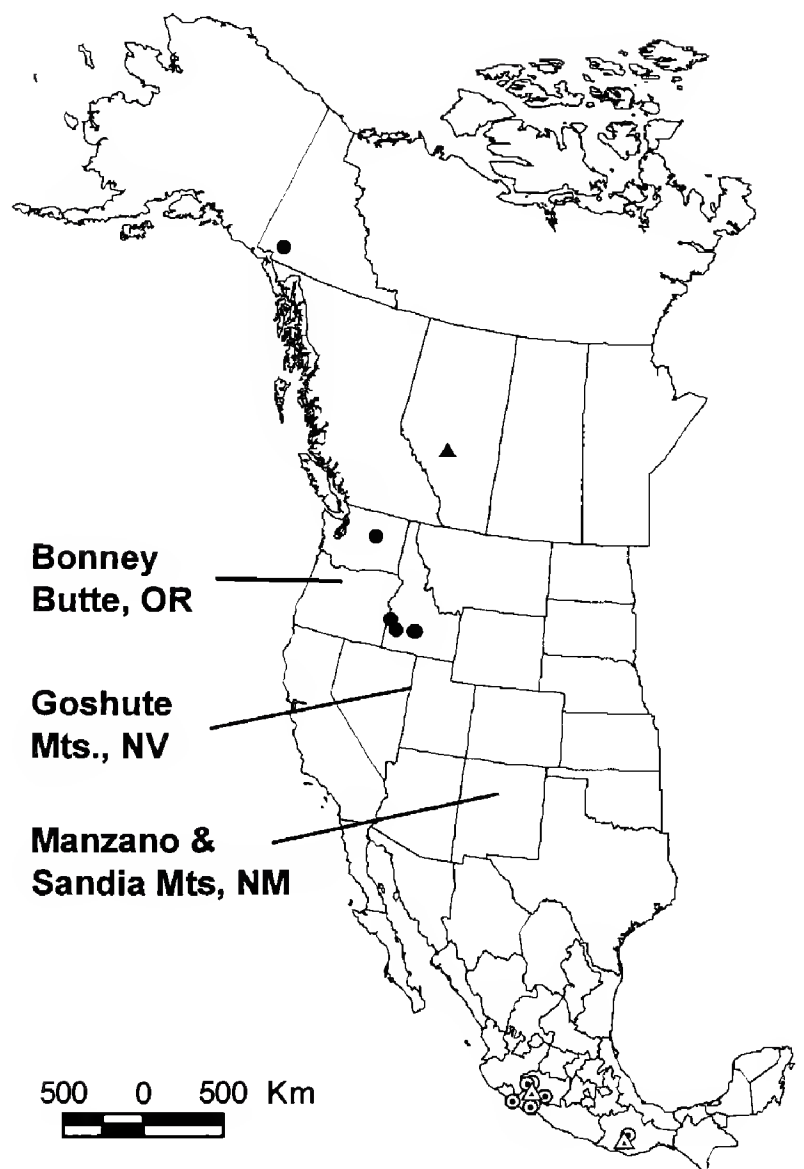 Bonney
Butte, OR
Goshute
Mts., NV
Manzano &
Sandia Mts, NM
500 0 500 Km